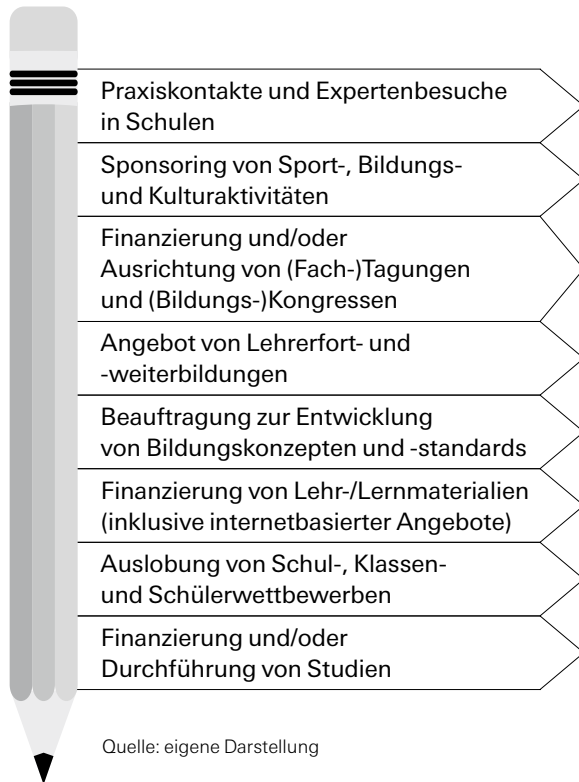 Praxiskontakte und Expertenbesuche
in Schulen
Sponsoring von Sport-, Bildungs-
und Kulturaktivitäten
Finanzierung und/oder
Ausrichtung von (Fach-)Tagungen
und (Bildungs-)Kongressen
Angebot von Lehrerfort- und
-weiterbildungen
Beauftragung zur Entwicklung
von Bildungskonzepten und -standards
Finanzierung von Lehr-/Lernmaterialien
(inklusive internetbasierter Angebote)
Auslobung von Schul-, Klassen-
und Schülerwettbewerben
Finanzierung und/oder
Durchführung von Studien
Quelle: eigene Darstellung